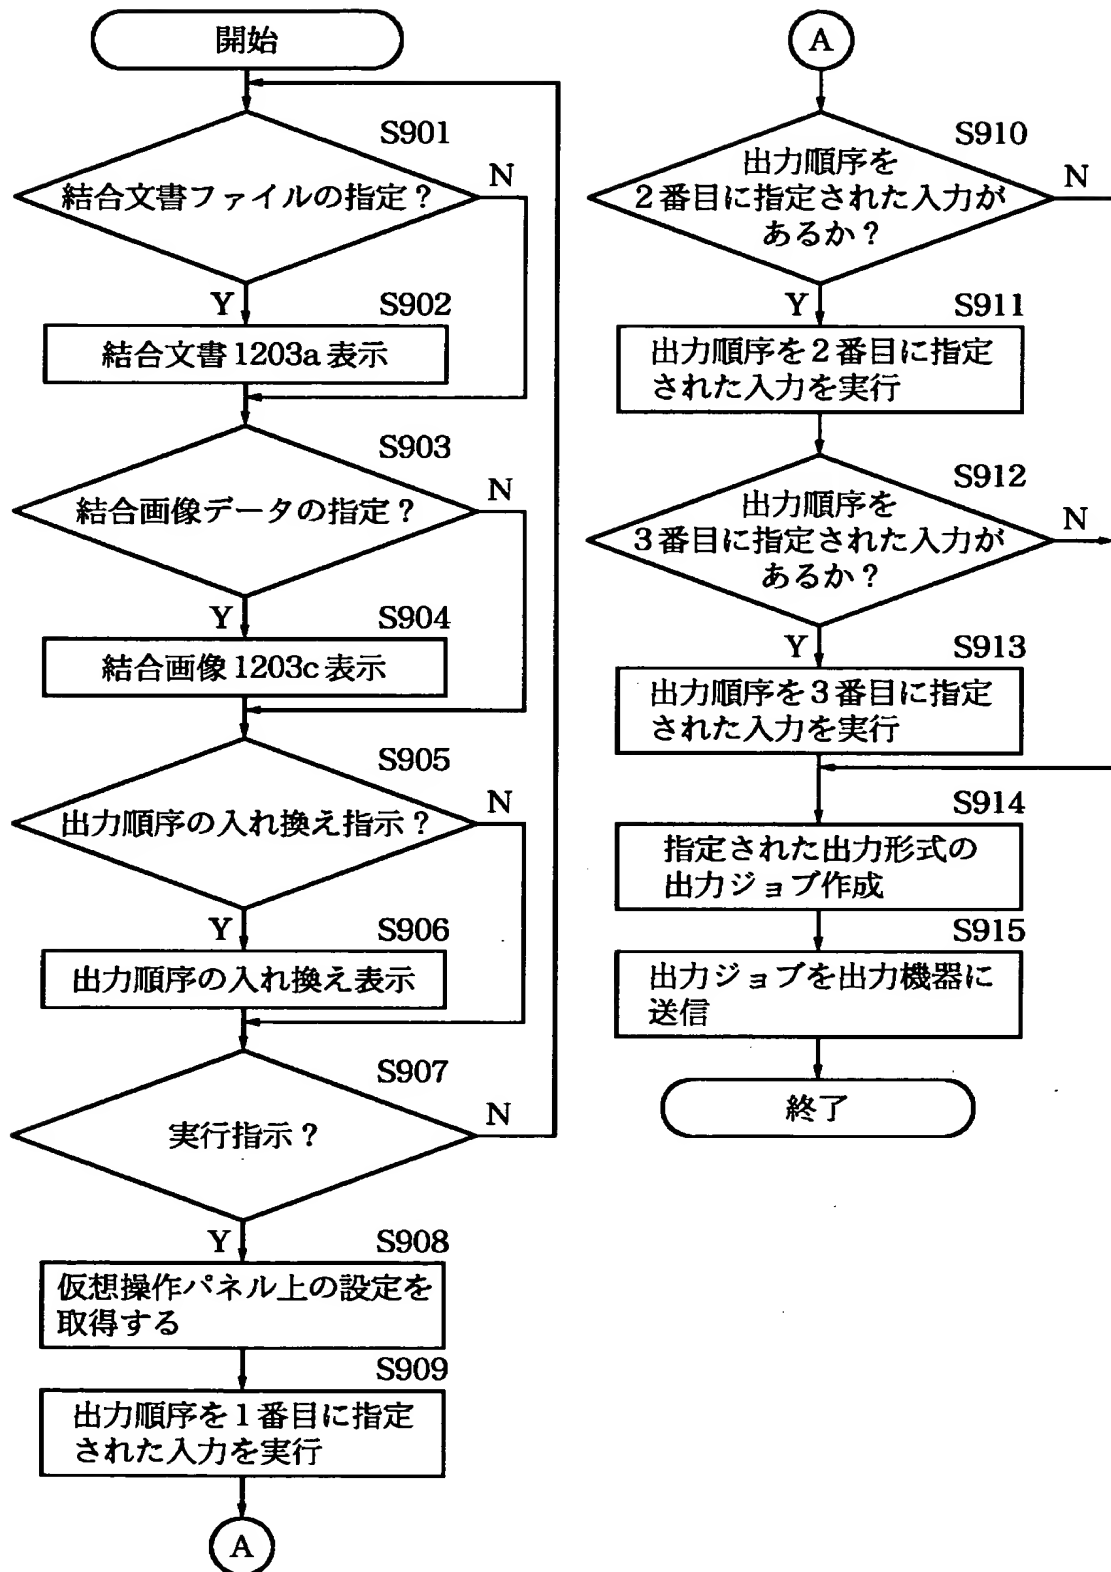 開始
S901
結合文書ファイルの指定？
N
Y
S902
結合文書1203a表示
S903
結合画像データの指定？
N
Y
S904
結合画像1203c表示
S905
出力順序の入れ換え指示？
N
Y
S906
出力順序の入れ換え表示
S907
実行指示？
N
Y
S908
仮想操作パネル上の設定を
取得する
S909
出力順序を1番目に指定
された入力を実行
A
A
S910
出力順序を
2番目に指定された入力が
あるか？
N
Y
S911
出力順序を2番目に指定
された入力を実行
S912
出力順序を
3番目に指定された入力が
あるか？
N
Y
S913
出力順序を3番目に指定
された入力を実行
S914
指定された出力形式の
出力ジョブ作成
S915
出力ジョブを出力機器に
送信
終了